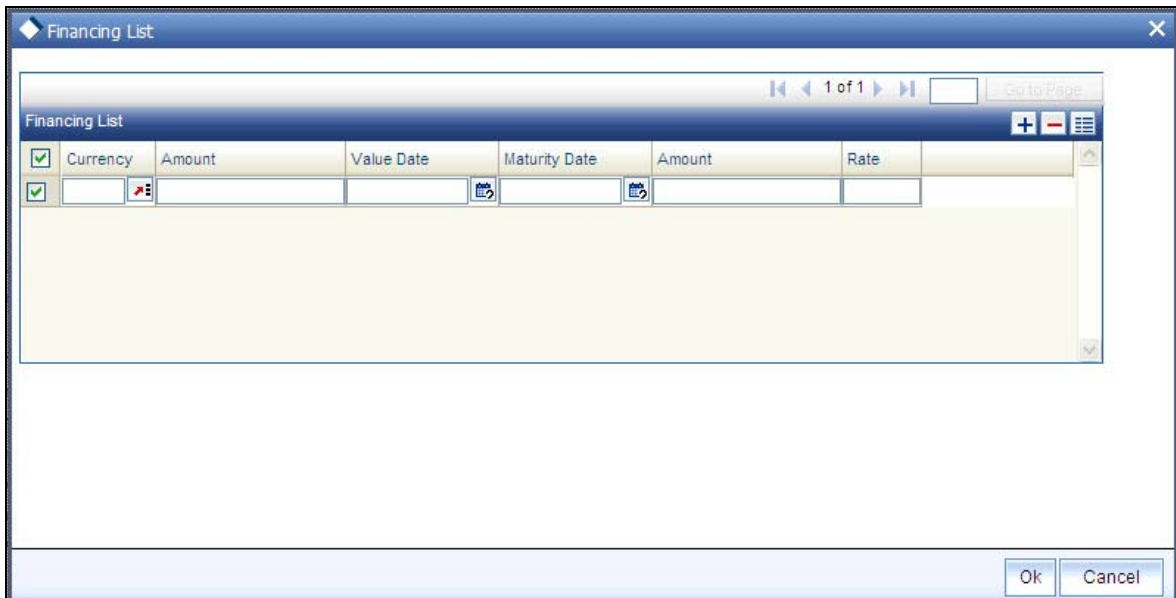 Financing List
1 of 1 Go to Page
Financing List
Currency Amount Value Date Maturity Date Amount Rate
Ok Cancel